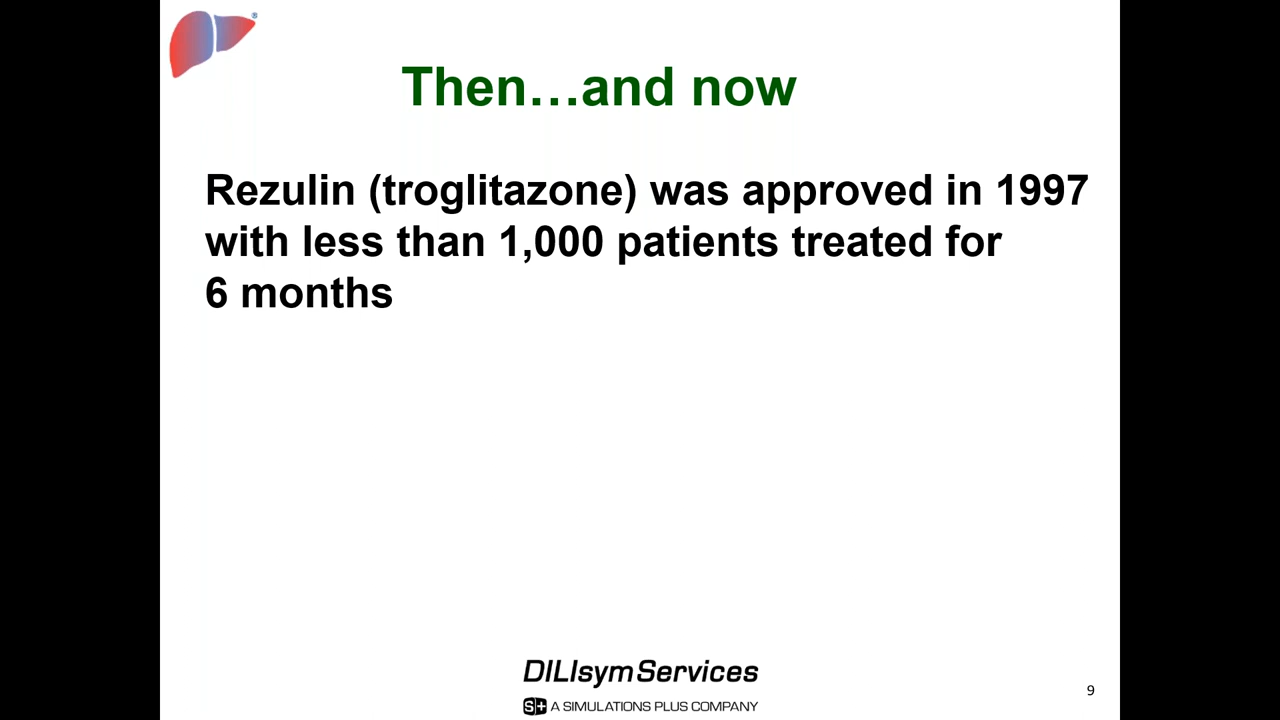 Then…and now
Rezulin (troglitazone) was approved in 1997
with less than 1,000 patients treated for
6 months
DILIsym Services
S+ A SIMULATIONS PLUS COMPANY
9